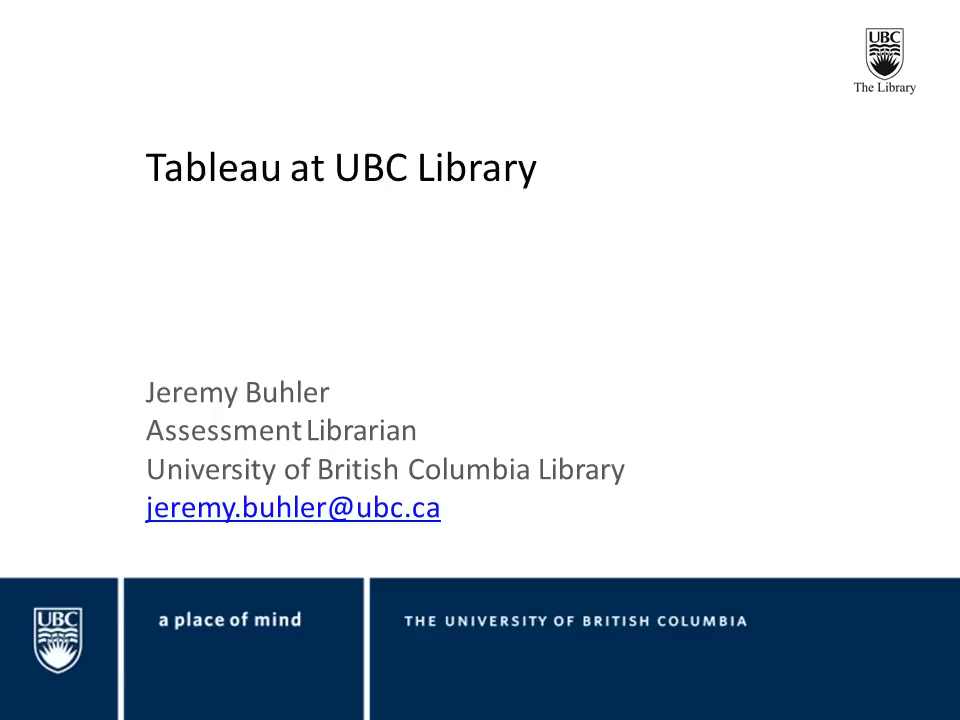 UBC
The Library
Tableau at UBC Library
Jeremy Buhler
Assessment Librarian
University of British Columbia Library
jeremy.buhler@ubc.ca
UBC
a place of mind
THE UNIVERSITY OF BRITISH COLUMBIA